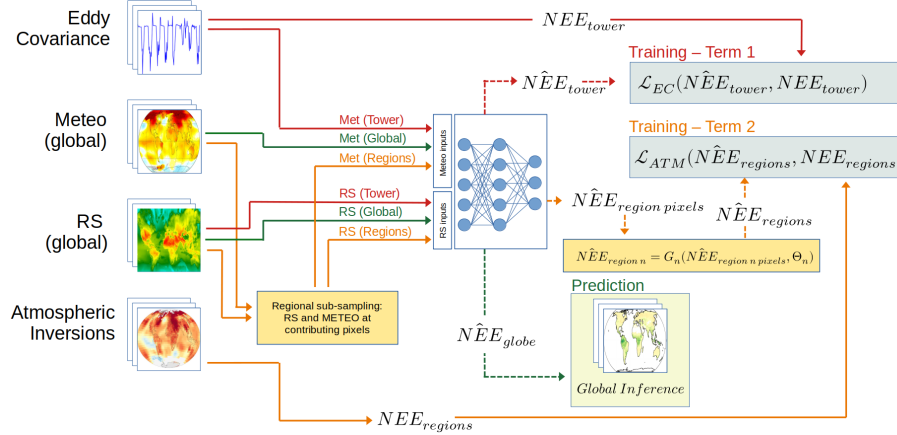 Eddy
Covariance
NEE_tower
Training – Term 1
NÊE_tower
ℒ_EC(NÊE_tower, NEE_tower)
Meteo
(global)
Met (Tower)
Met (Global)
Met (Regions)
Meteo inputs
Training – Term 2
ℒ_ATM(NÊE_regions, NEE_regions
RS
(global)
RS (Tower)
RS (Global)
RS (Regions)
RS inputs
NÊE_region pixels
NÊE_regions
NÊE_region n = G_n(NÊE_region n pixels, Θ_n)
Atmospheric
Inversions
Regional sub-sampling:
RS and METEO at
contributing pixels
NÊE_globe
Prediction
Global Inference
NEE_regions